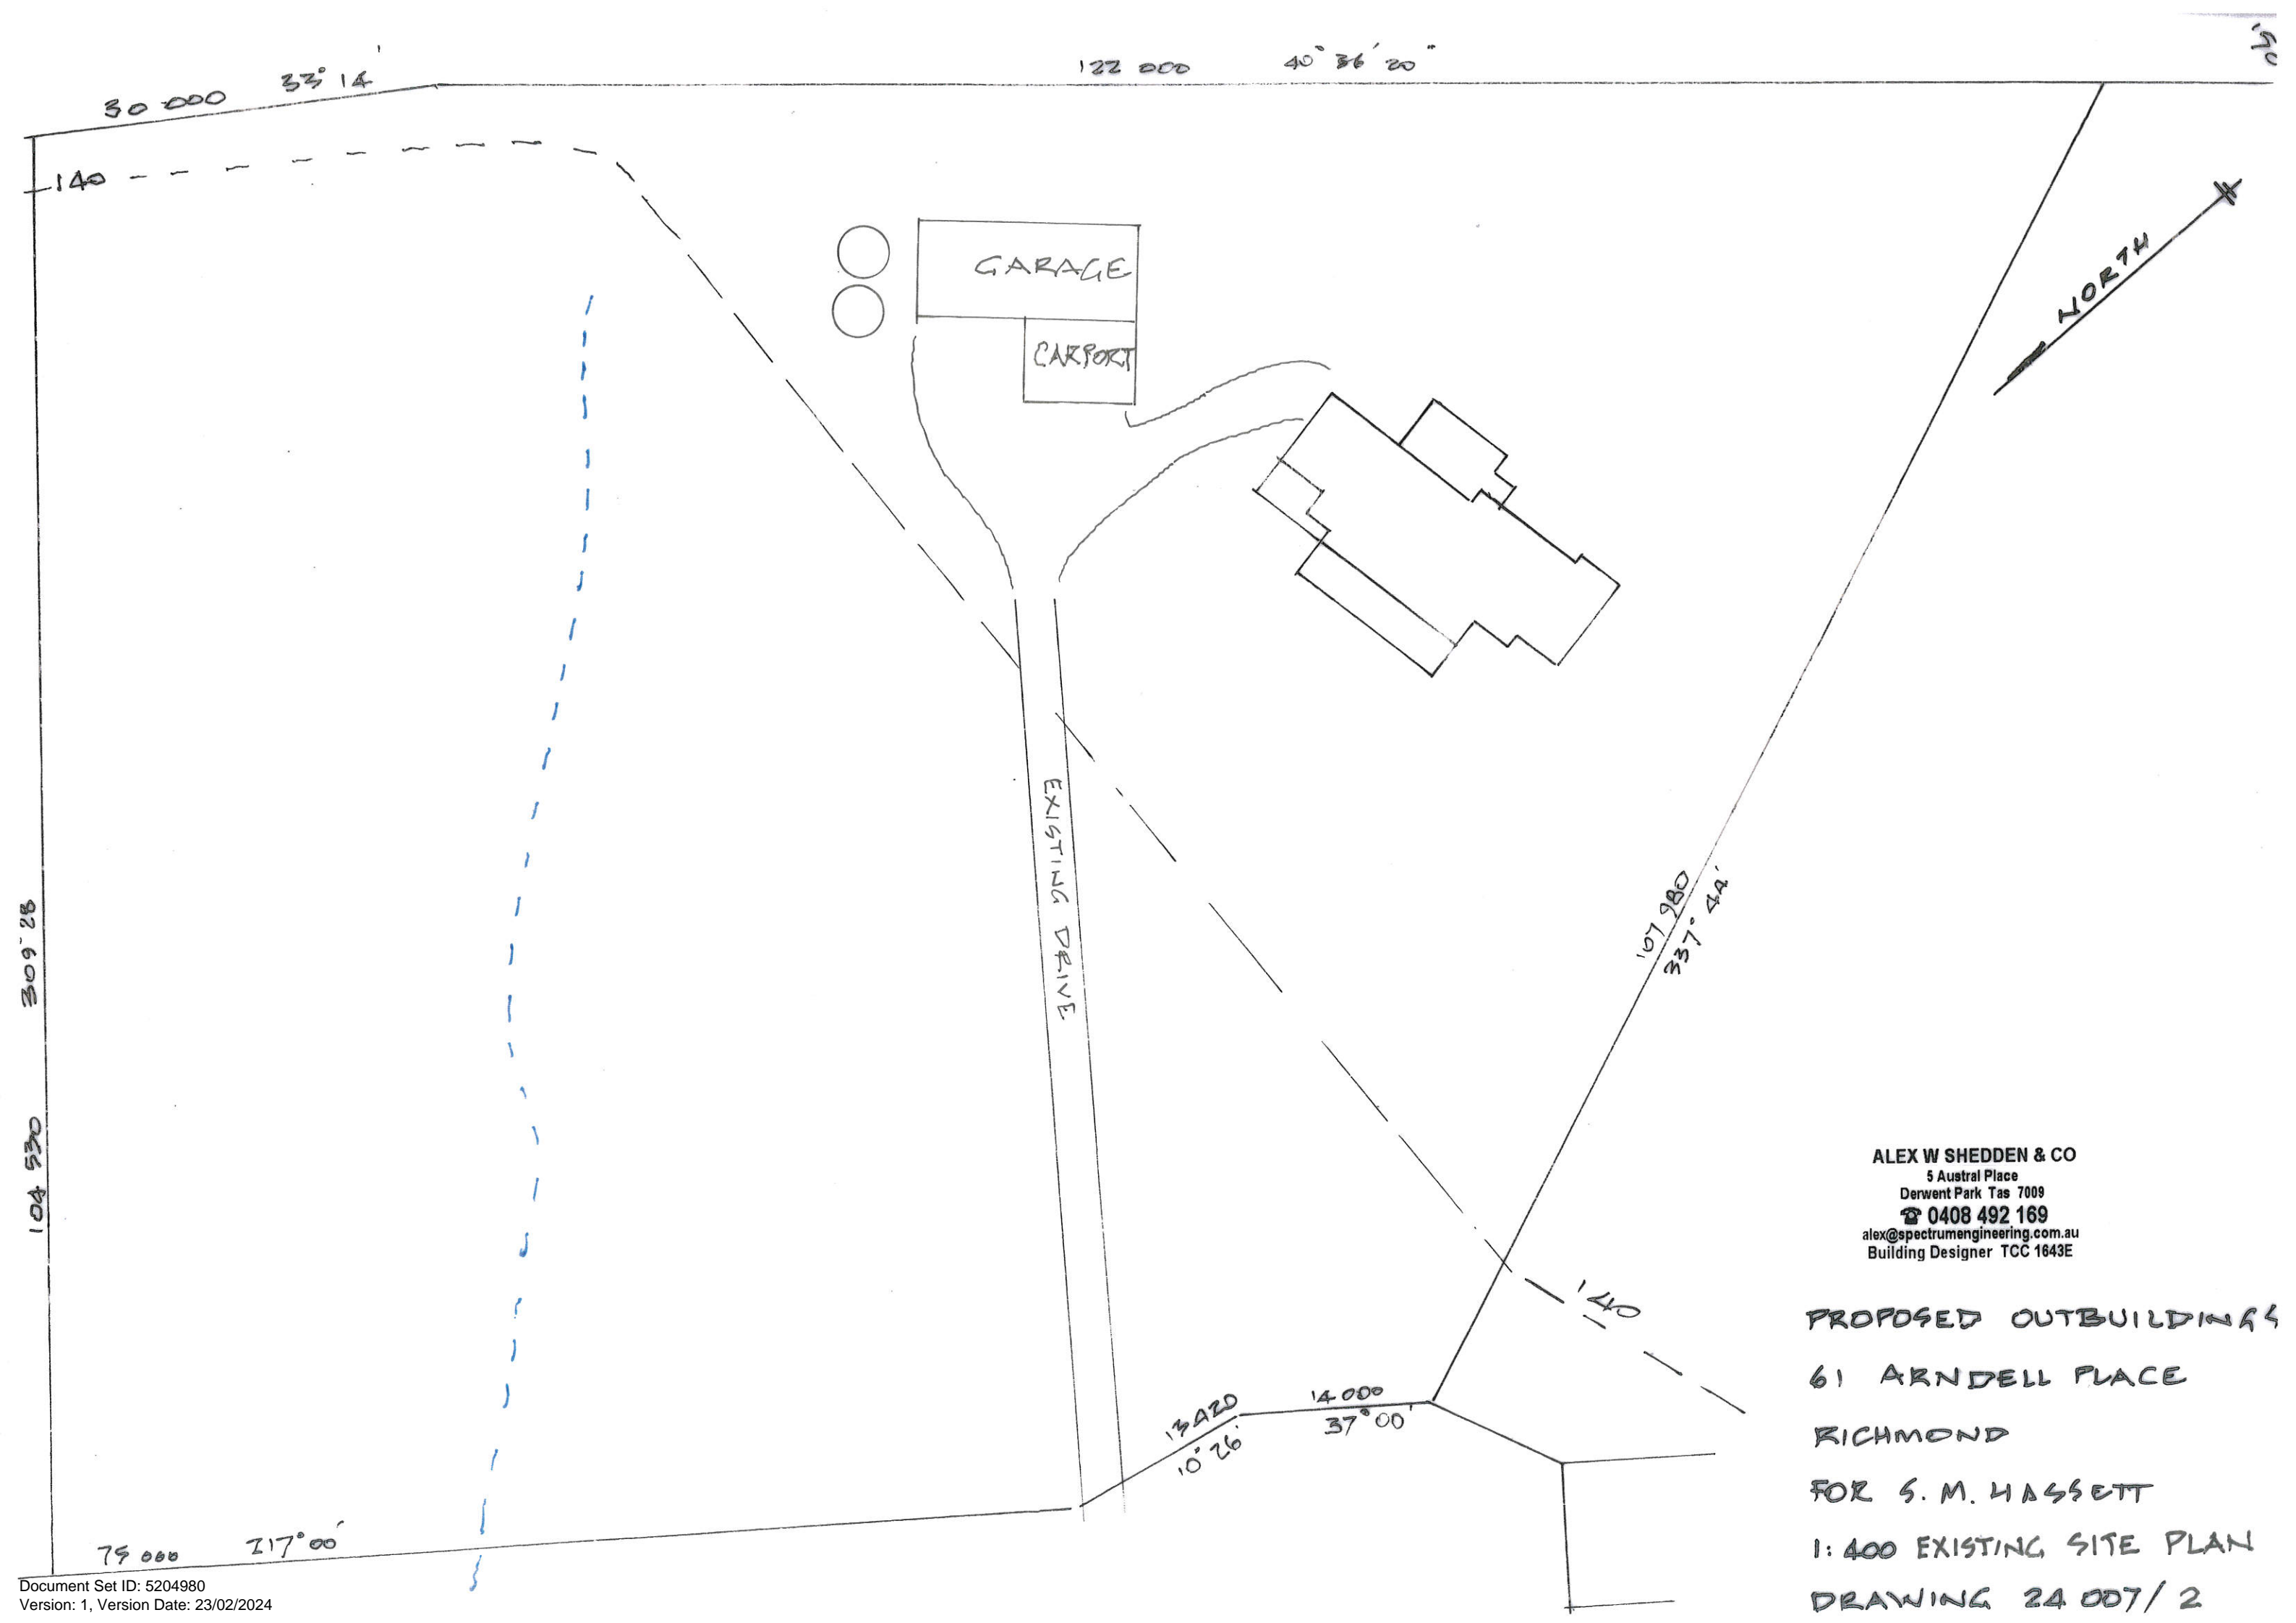 30 000 33° 14'
122 000 40° 36' 20"
140
GARAGE
CARPORT
NORTH
EXISTING DRIVE
309° 28
104 530
107 980
337° 44'
140
13420
10° 26'
14 000
37° 00'
75 000 217° 00'
ALEX W SHEDDEN & CO
5 Austral Place
Derwent Park Tas 7009
☎ 0408 492 169
alex@spectrumengineering.com.au
Building Designer TCC 1643E
PROPOSED OUTBUILDINGS
61 ARNDELL PLACE
RICHMOND
FOR S. M. HASSETT
1:400 EXISTING SITE PLAN
DRAWING 24 007/2
Document Set ID: 5204980
Version: 1, Version Date: 23/02/2024